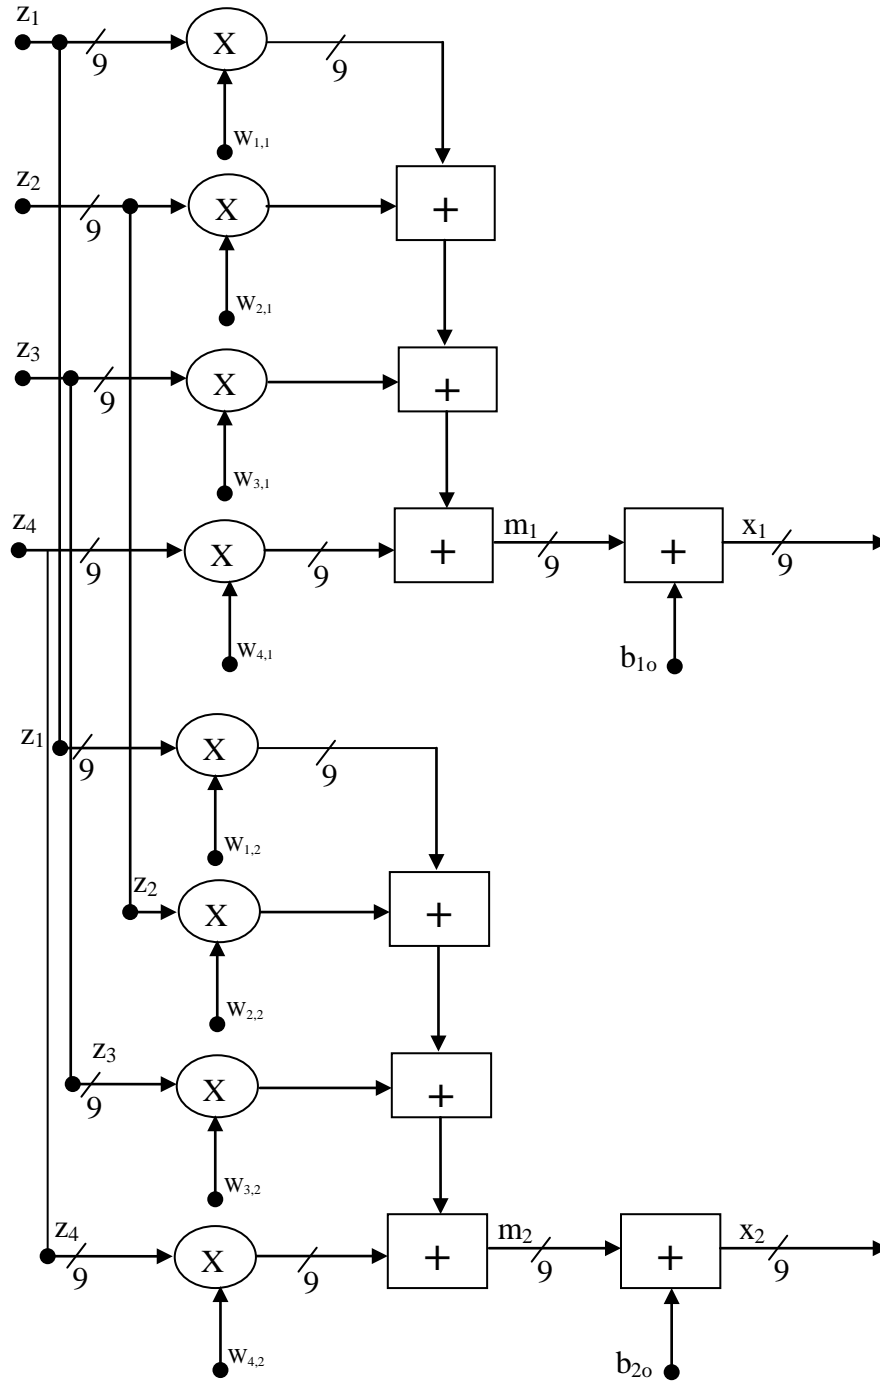 z₁
9
X
9
w₁,₁
z₂
9
X
+
w₂,₁
z₃
9
X
+
w₃,₁
z₄
9
X
9
+
m₁
9
+
x₁
9
w₄,₁
b₁ₒ
z₁
9
X
9
w₁,₂
z₂
X
+
w₂,₂
z₃
9
X
+
w₃,₂
z₄
9
X
9
+
m₂
9
+
x₂
9
w₄,₂
b₂ₒ